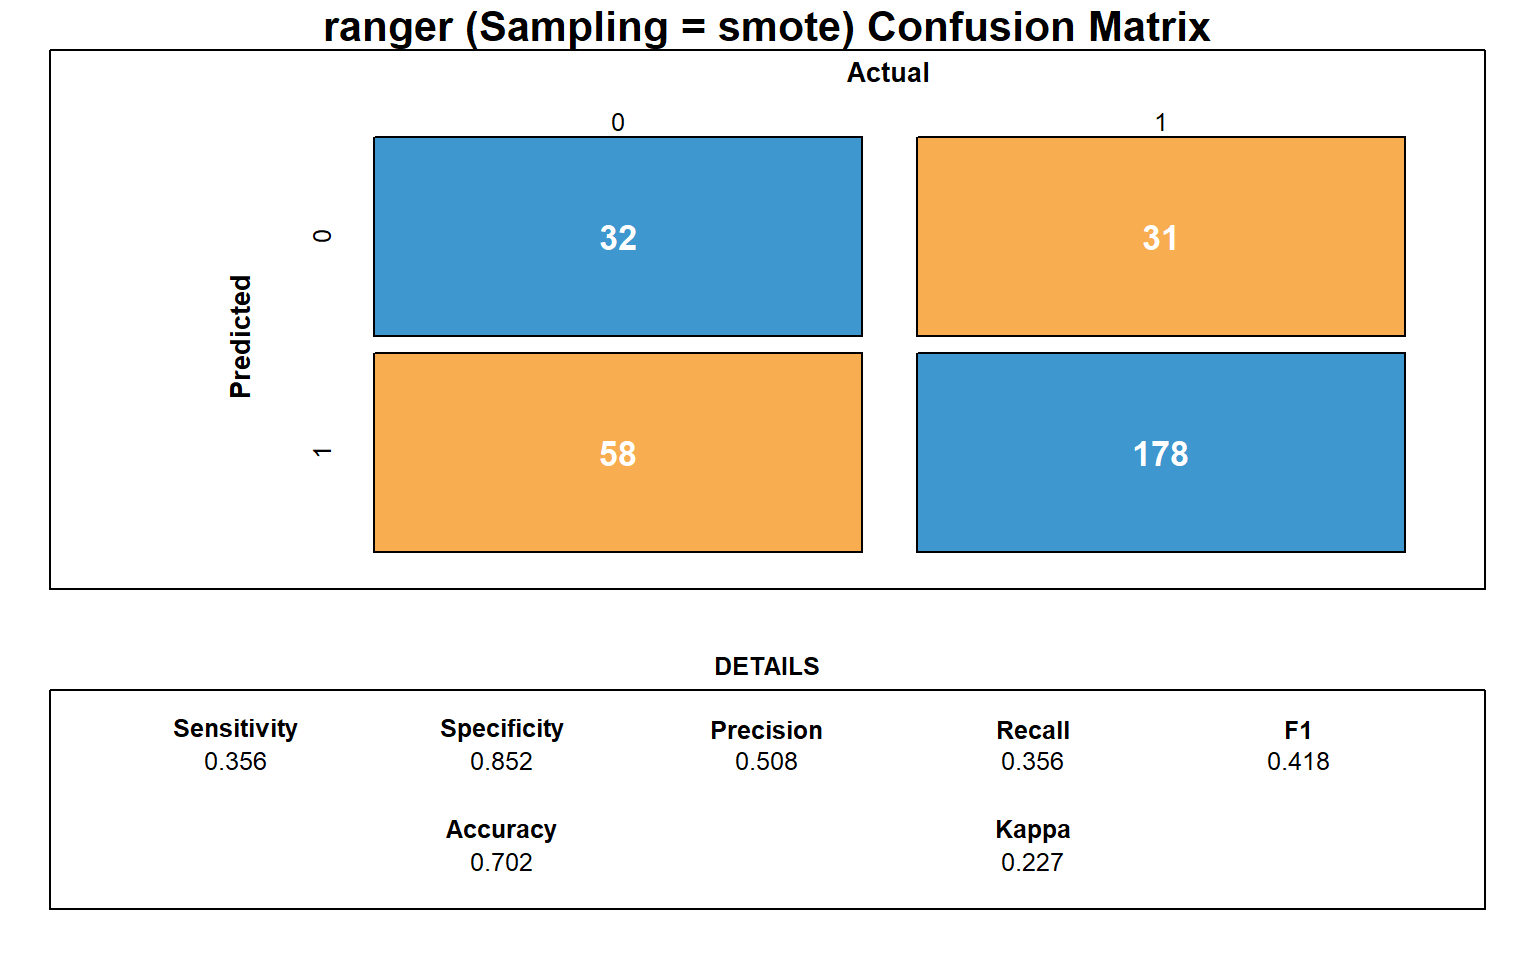 ranger (Sampling = smote) Confusion Matrix
Actual
0 1
0
32 31
Predicted
1
58 178
DETAILS
Sensitivity Specificity Precision Recall F1
0.356 0.852 0.508 0.356 0.418
Accuracy Kappa
0.702 0.227